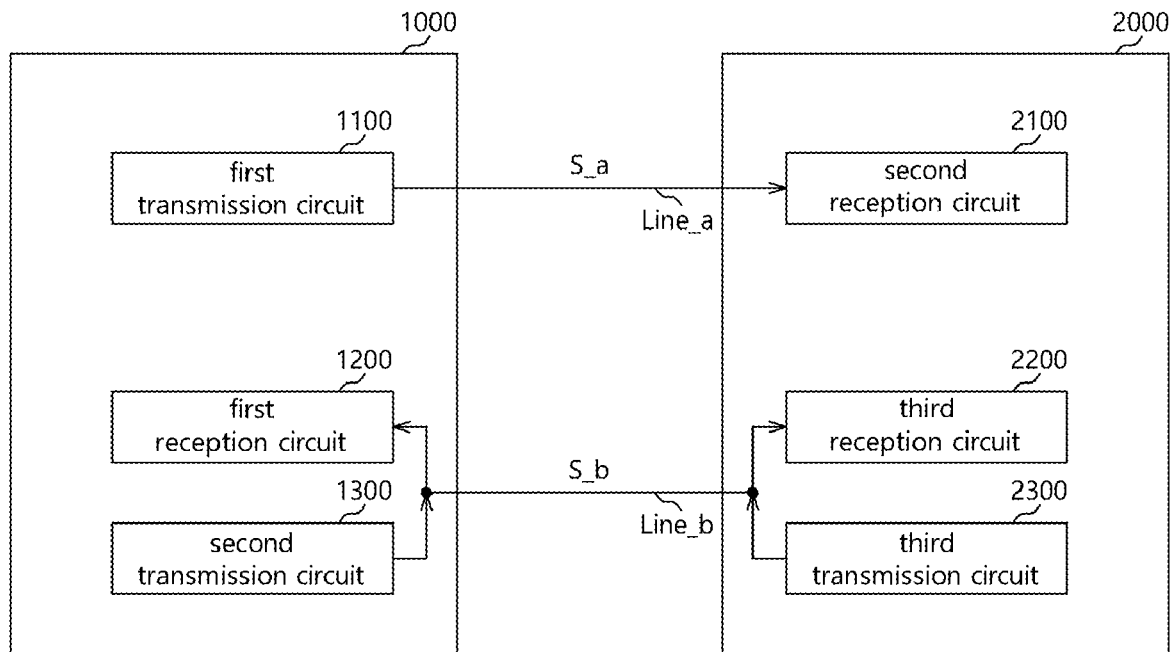 1000
2000
1100
first
transmission circuit
S_a
Line_a
2100
second
reception circuit
1200
first
reception circuit
2200
third
reception circuit
S_b
Line_b
1300
second
transmission circuit
2300
third
transmission circuit